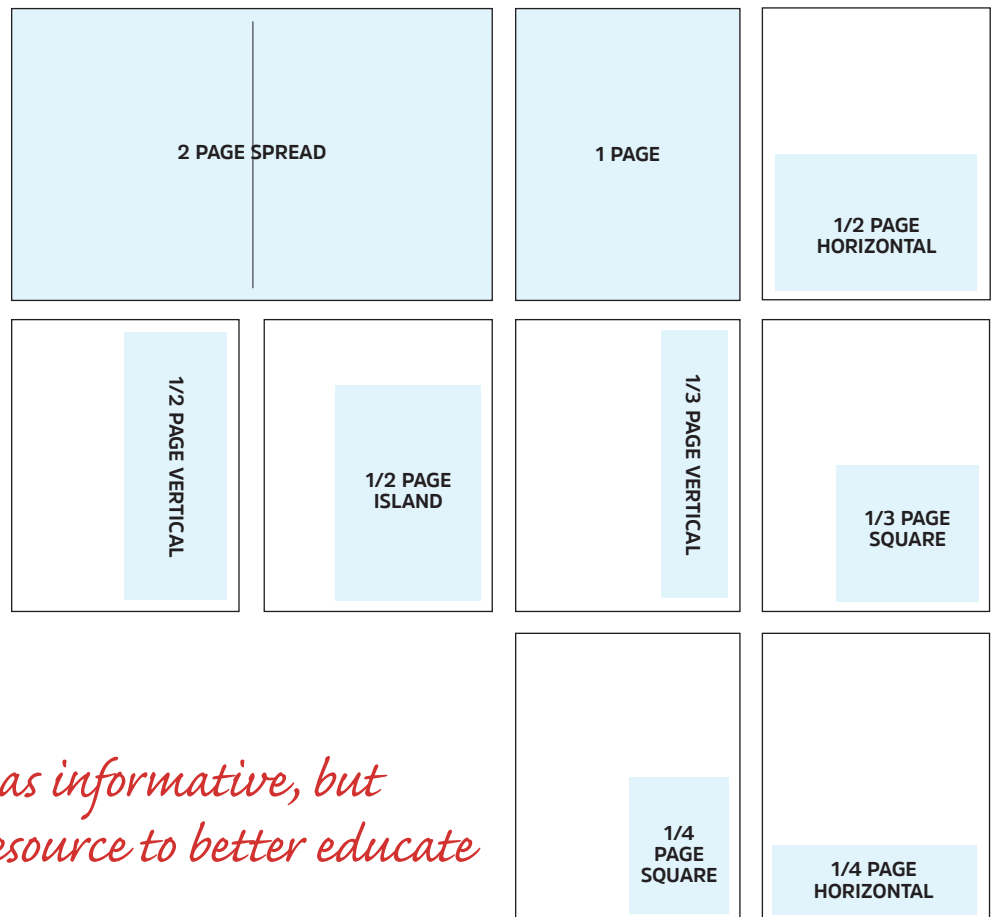 2 PAGE SPREAD
1 PAGE
1/2 PAGE
HORIZONTAL
1/2 PAGE VERTICAL
1/2 PAGE
ISLAND
1/3 PAGE VERTICAL
1/3 PAGE
SQUARE
as informative, but
esource to better educate
1/4
PAGE
SQUARE
1/4 PAGE
HORIZONTAL